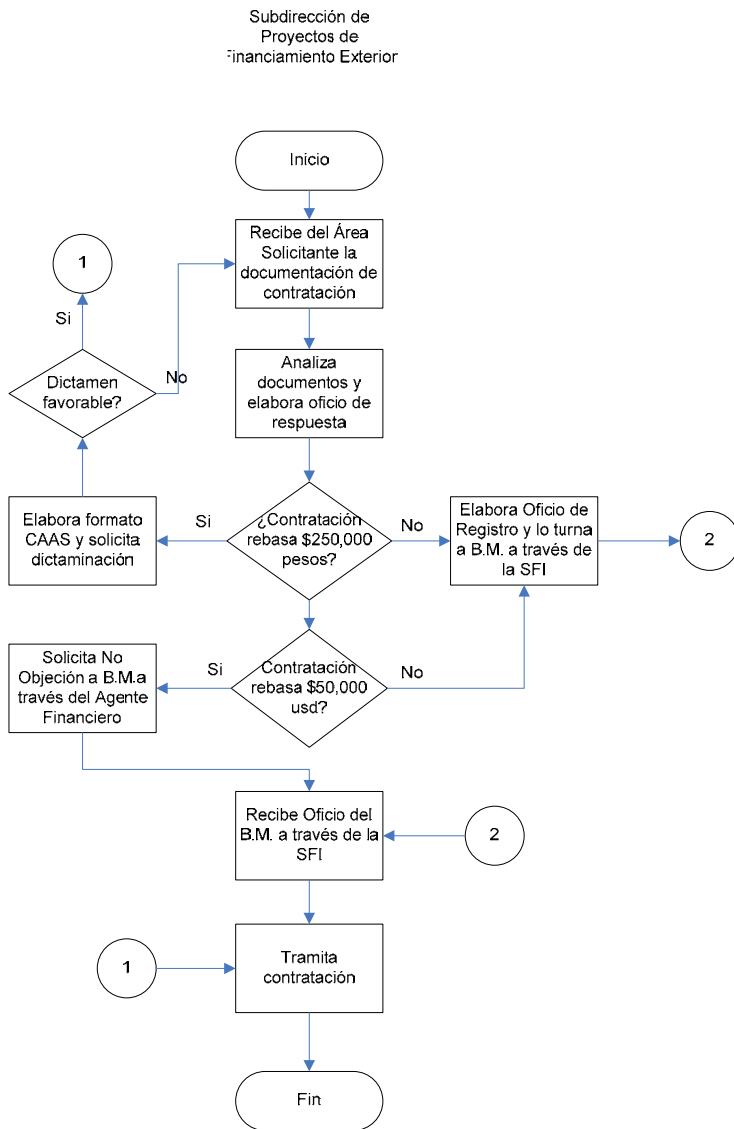 Subdirección de
Proyectos de
Financiamiento Exterior
Início
Recibe del Área
Solicitante la
documentación de
contratación
1
Si
Analiza
documentos y
elabora oficio de
respuesta
Dictamen
favorable?
No
Elabora formato
CAAS y solicita
dictaminación
Si
¿Contratación
rebasa $250,000
pesos?
No
Elabora Oficio de
Registro y lo turna
a B.M. a través de
la SFI
2
Solicita No
Objeción a B.M.a
través del Agente
Financiero
Si
Contratación
rebasa $50,000
usd?
No
Recibe Oficio del
B.M. a través de la
SFI
2
1
Tramita
contratación
Fin